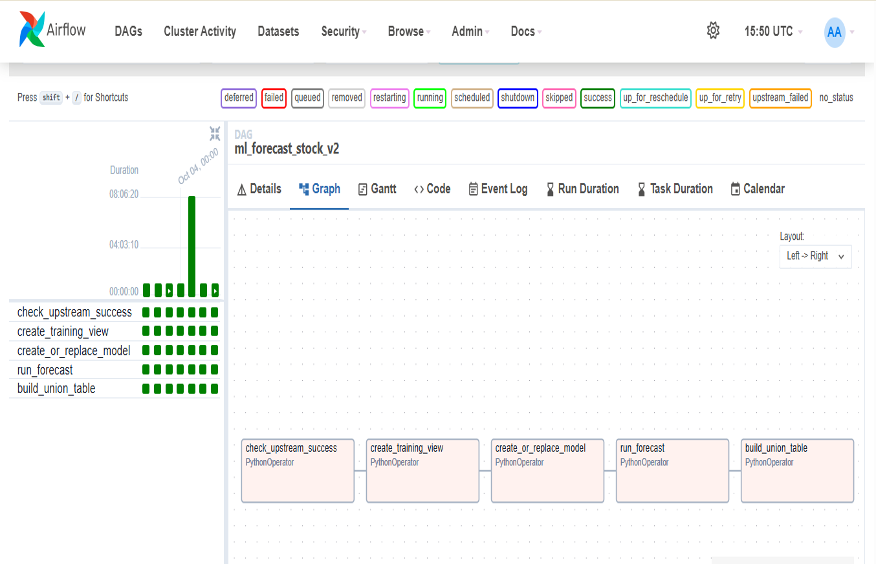 Airflow DAGs Cluster Activity Datasets Security Browse Admin Docs 15:50 UTC AA
Press shift + / for Shortcuts deferred failed queued removed restarting running scheduled shutdown skipped success up_for_reschedule up_for_retry upstream_failed no_status
DAG
ml_forecast_stock_v2
Oct 04, 00:00
Duration
08:06:20
04:03:10
00:00:00
Details Graph Gantt Code Event Log Run Duration Task Duration Calendar
Layout:
Left -> Right
check_upstream_success
create_training_view
create_or_replace_model
run_forecast
build_union_table
check_upstream_success create_training_view create_or_replace_model run_forecast build_union_table
PythonOperator PythonOperator PythonOperator PythonOperator PythonOperator